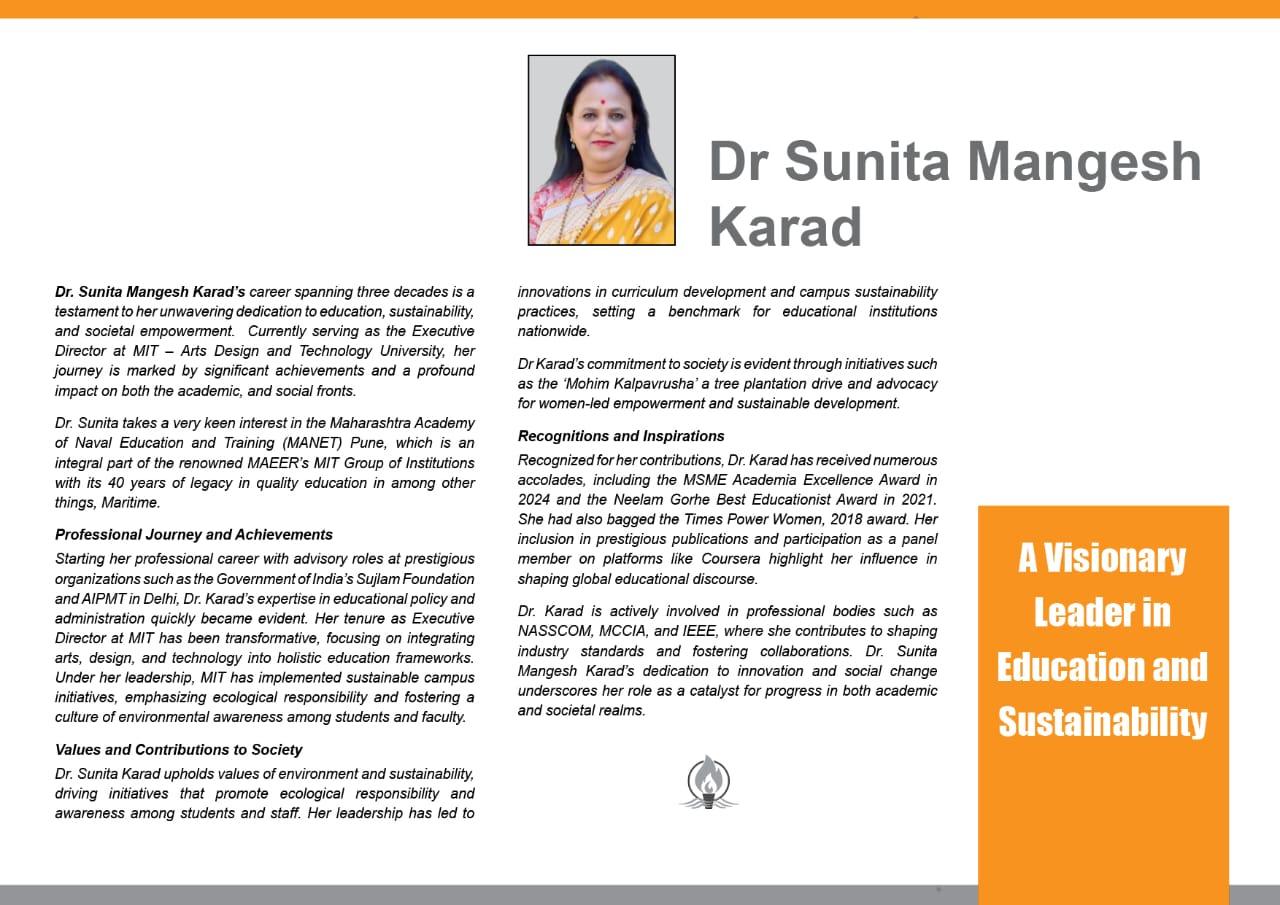 Dr Sunita Mangesh
Karad
Dr. Sunita Mangesh Karad’s career spanning three decades is a
testament to her unwavering dedication to education, sustainability,
and societal empowerment.  Currently serving as the Executive
Director at MIT – Arts Design and Technology University, her
journey is marked by significant achievements and a profound
impact on both the academic, and social fronts.
Dr. Sunita takes a very keen interest in the Maharashtra Academy
of Naval Education and Training (MANET) Pune, which is an
integral part of the renowned MAEER’s MIT Group of Institutions
with its 40 years of legacy in quality education in among other
things, Maritime.
Professional Journey and Achievements
Starting her professional career with advisory roles at prestigious
organizations such as the Government of India’s Sujlam Foundation
and AIPMT in Delhi, Dr. Karad’s expertise in educational policy and
administration quickly became evident. Her tenure as Executive
Director at MIT has been transformative, focusing on integrating
arts, design, and technology into holistic education frameworks.
Under her leadership, MIT has implemented sustainable campus
initiatives, emphasizing ecological responsibility and fostering a
culture of environmental awareness among students and faculty.
Values and Contributions to Society
Dr. Sunita Karad upholds values of environment and sustainability,
driving initiatives that promote ecological responsibility and
awareness among students and staff. Her leadership has led to
innovations in curriculum development and campus sustainability
practices, setting a benchmark for educational institutions
nationwide.
Dr Karad’s commitment to society is evident through initiatives such
as the ‘Mohim Kalpavrusha’ a tree plantation drive and advocacy
for women-led empowerment and sustainable development.
Recognitions and Inspirations
Recognized for her contributions, Dr. Karad has received numerous
accolades, including the MSME Academia Excellence Award in
2024 and the Neelam Gorhe Best Educationist Award in 2021.
She had also bagged the Times Power Women, 2018 award. Her
inclusion in prestigious publications and participation as a panel
member on platforms like Coursera highlight her influence in
shaping global educational discourse.
Dr. Karad is actively involved in professional bodies such as
NASSCOM, MCCIA, and IEEE, where she contributes to shaping
industry standards and fostering collaborations. Dr. Sunita
Mangesh Karad’s dedication to innovation and social change
underscores her role as a catalyst for progress in both academic
and societal realms.
A Visionary
Leader in
Education and
Sustainability